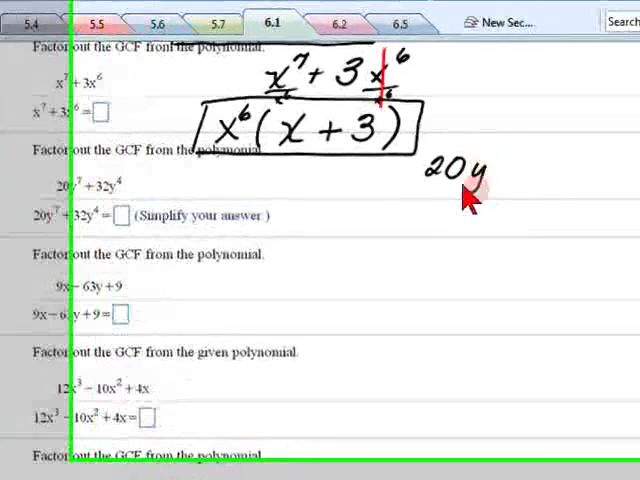 5.4 5.5 5.6 5.7 6.1 6.2 6.5 New Sec... Search
Factor out the GCF from the polynomial.
x⁷ + 3x⁶
x⁷ + 3x⁶ =
x⁷ + 3x⁶
x⁶ x⁶
x⁶(x + 3)
Factor out the GCF from the polynomial.
20y
20y⁷ + 32y⁴
20y⁷ + 32y⁴ = (Simplify your answer.)
Factor out the GCF from the polynomial.
9x − 63y + 9
9x − 63y + 9 =
Factor out the GCF from the given polynomial.
12x³ − 10x² + 4x
12x³ − 10x² + 4x =
Factor out the GCF from the polynomial.